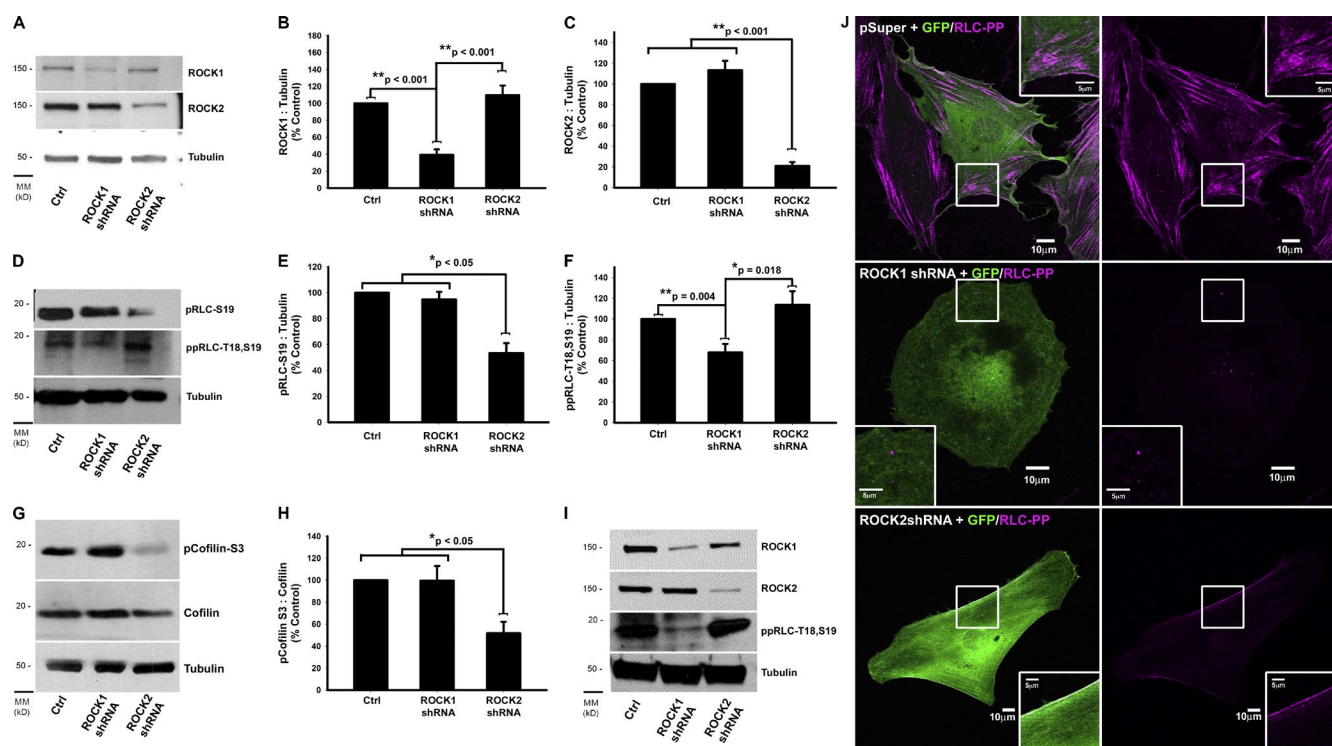 A
150 -
ROCK1
150 -
ROCK2
50 -
Tubulin
MM
(kD)
Ctrl
ROCK1
shRNA
ROCK2
shRNA
B
ROCK1 : Tubulin
(% Control)
180
160
140
120
100
80
60
40
20
0
**p < 0.001
**p < 0.001
Ctrl
ROCK1
shRNA
ROCK2
shRNA
C
ROCK2 : Tubulin
(% Control)
140
120
100
80
60
40
20
0
**p < 0.001
Ctrl
ROCK1
shRNA
ROCK2
shRNA
D
20 -
pRLC-S19
20
ppRLC-T18,S19
50 -
Tubulin
MM
(kD)
Ctrl
ROCK1
shRNA
ROCK2
shRNA
E
pRLC-S19 : Tubulin
(% Control)
120
100
80
60
40
20
0
*p < 0.05
Ctrl
ROCK1
shRNA
ROCK2
shRNA
F
ppRLC-T18,S19 : Tubulin
(% Control)
160
140
120
100
80
60
40
20
0
**p = 0.004
*p = 0.018
Ctrl
ROCK1
shRNA
ROCK2
shRNA
G
20 -
pCofilin-S3
20 -
Cofilin
50 -
Tubulin
MM
(kD)
Ctrl
ROCK1
shRNA
ROCK2
shRNA
H
pCofilin S3 : Cofilin
(% Control)
140
120
100
80
60
40
20
0
*p < 0.05
Ctrl
ROCK1
shRNA
ROCK2
shRNA
I
150 -
ROCK1
150 -
ROCK2
20
ppRLC-T18,S19
50 -
Tubulin
MM
(kD)
Ctrl
ROCK1
shRNA
ROCK2
shRNA
J
pSuper + GFP/RLC-PP
5μm
10μm
5μm
10μm
ROCK1 shRNA + GFP/RLC-PP
5μm
10μm
5μm
10μm
ROCK2shRNA + GFP/RLC-PP
5μm
10μm
5μm
10μm